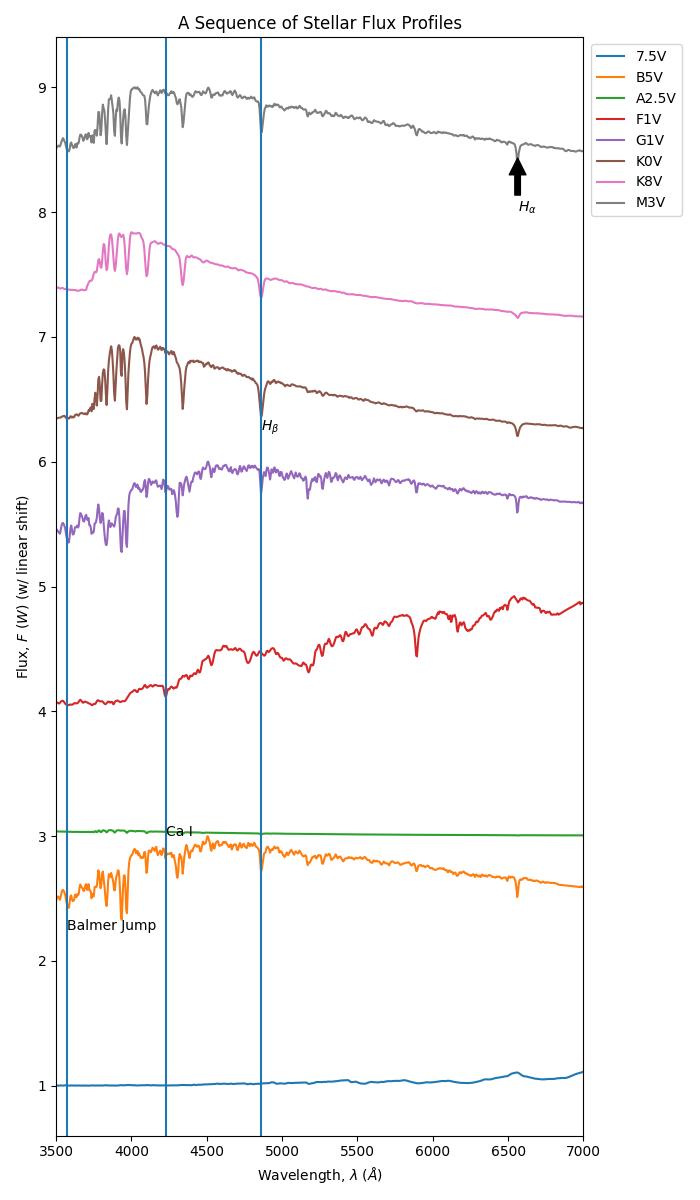 A Sequence of Stellar Flux Profiles
7.5V
B5V
A2.5V
F1V
G1V
K0V
K8V
M3V
9
8
7
6
5
4
3
2
1
Flux, F (W) (w/ linear shift)
Hα
Hβ
Ca I
Balmer Jump
3500 4000 4500 5000 5500 6000 6500 7000
Wavelength, λ (Å)